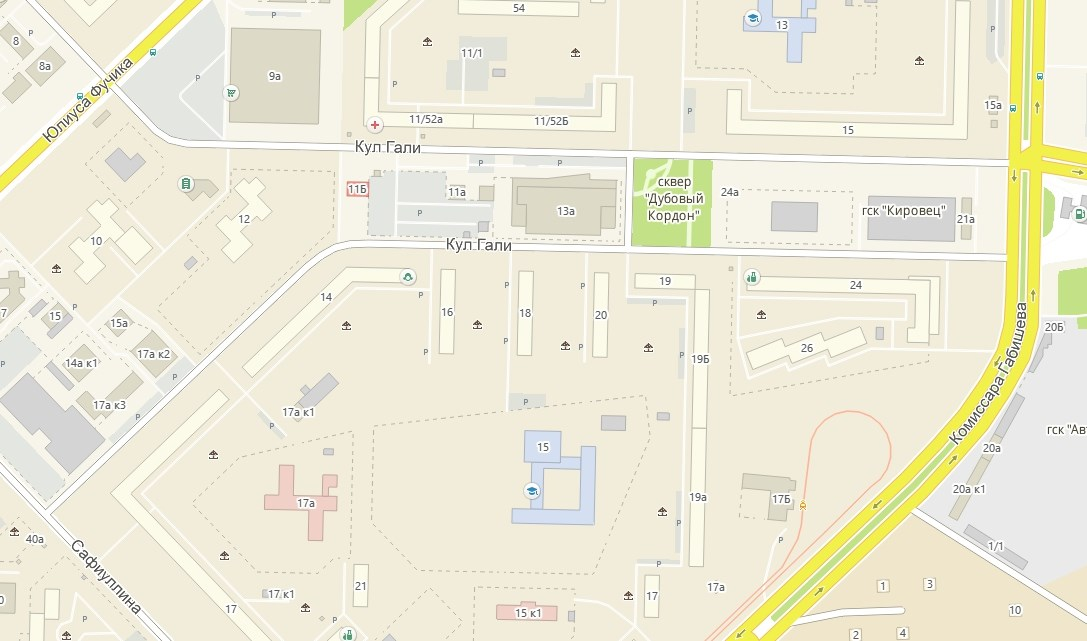 54
13
8
8а
9а
11/1
Юлиуса Фучика
11/52а
11/52Б
15а
15
Кул Гали
11Б
11а
13а
сквер
"Дубовый
Кордон"
24а
гск "Кировец"
21а
12
10
Кул Гали
14
16
18
20
19
24
26
15
15а
14а к1
17а к2
17а к3
17а к1
19Б
20Б
Комиссара Габишева
гск "Авт
20а
20а к1
15
17а
19а
17Б
1/1
40а
Сафиуллина
17
17 к1
21
15 к1
17
17а
1
3
10
2
4
P